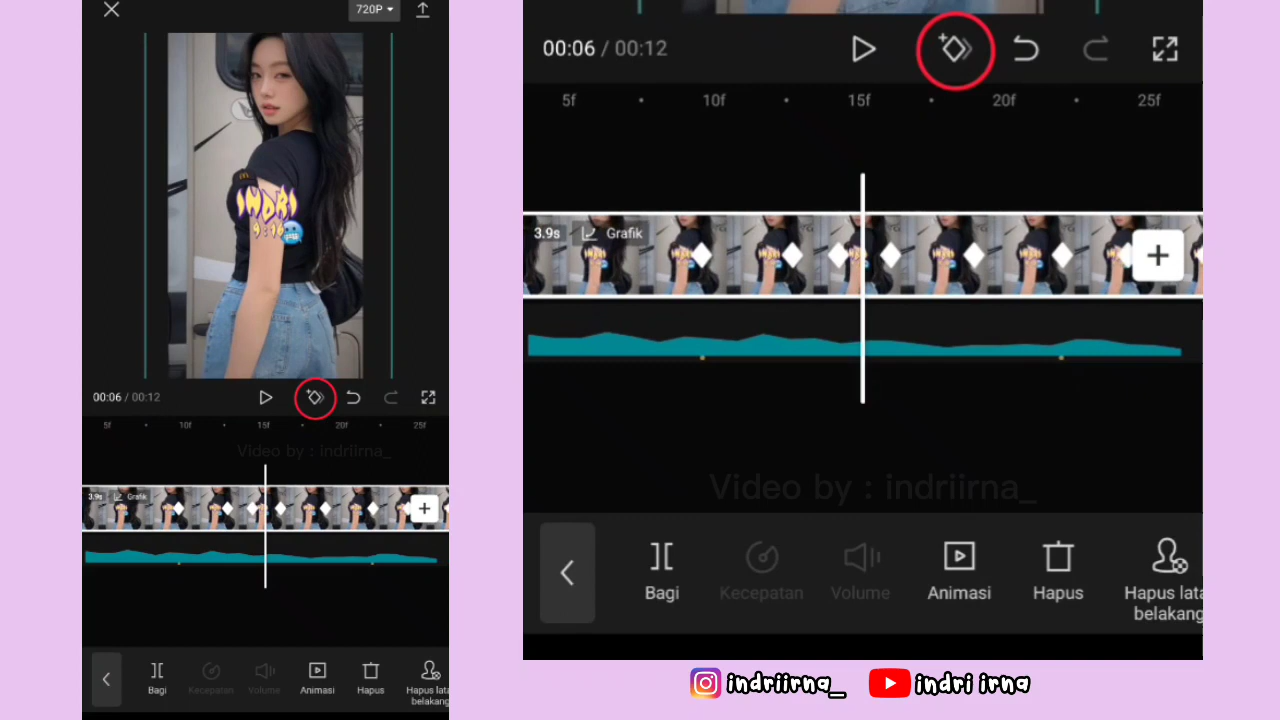 720P
INDRI
9:16
00:06 / 00:12
5f
10f
15f
20f
25f
Video by : indriirna_
3.9s Grafik
Bagi
Kecepatan
Volume
Animasi
Hapus
Hapus lata
belakang
00:06 / 00:12
5f
10f
15f
20f
25f
3.9s Grafik
Video by : indriirna_
Bagi
Kecepatan
Volume
Animasi
Hapus
Hapus lata
belakang
indriirna_
indri irna